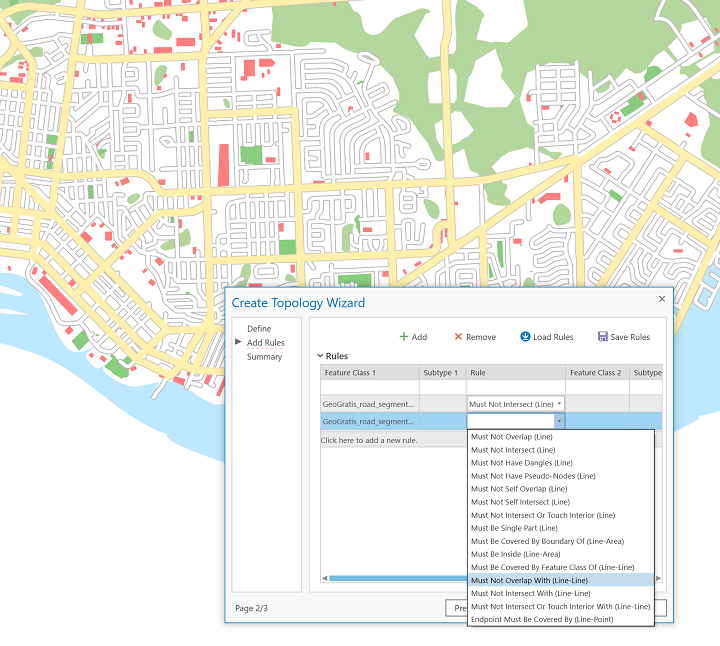 Create Topology Wizard
Define
Add Rules
Summary
Add Remove Load Rules Save Rules
Rules
Feature Class 1 Subtype 1 Rule Feature Class 2 Subtype
GeoGratis_road_segment... Must Not Intersect (Line)
GeoGratis_road_segment...
Click here to add a new rule.
Must Not Overlap (Line)
Must Not Intersect (Line)
Must Not Have Dangles (Line)
Must Not Have Pseudo-Nodes (Line)
Must Not Self Overlap (Line)
Must Not Self Intersect (Line)
Must Not Intersect Or Touch Interior (Line)
Must Be Single Part (Line)
Must Be Covered By Boundary Of (Line-Area)
Must Be Inside (Line-Area)
Must Be Covered By Feature Class Of (Line-Line)
Must Not Overlap With (Line-Line)
Must Not Intersect With (Line-Line)
Must Not Intersect Or Touch Interior With (Line-Line)
Endpoint Must Be Covered By (Line-Point)
Page 2/3 Pre